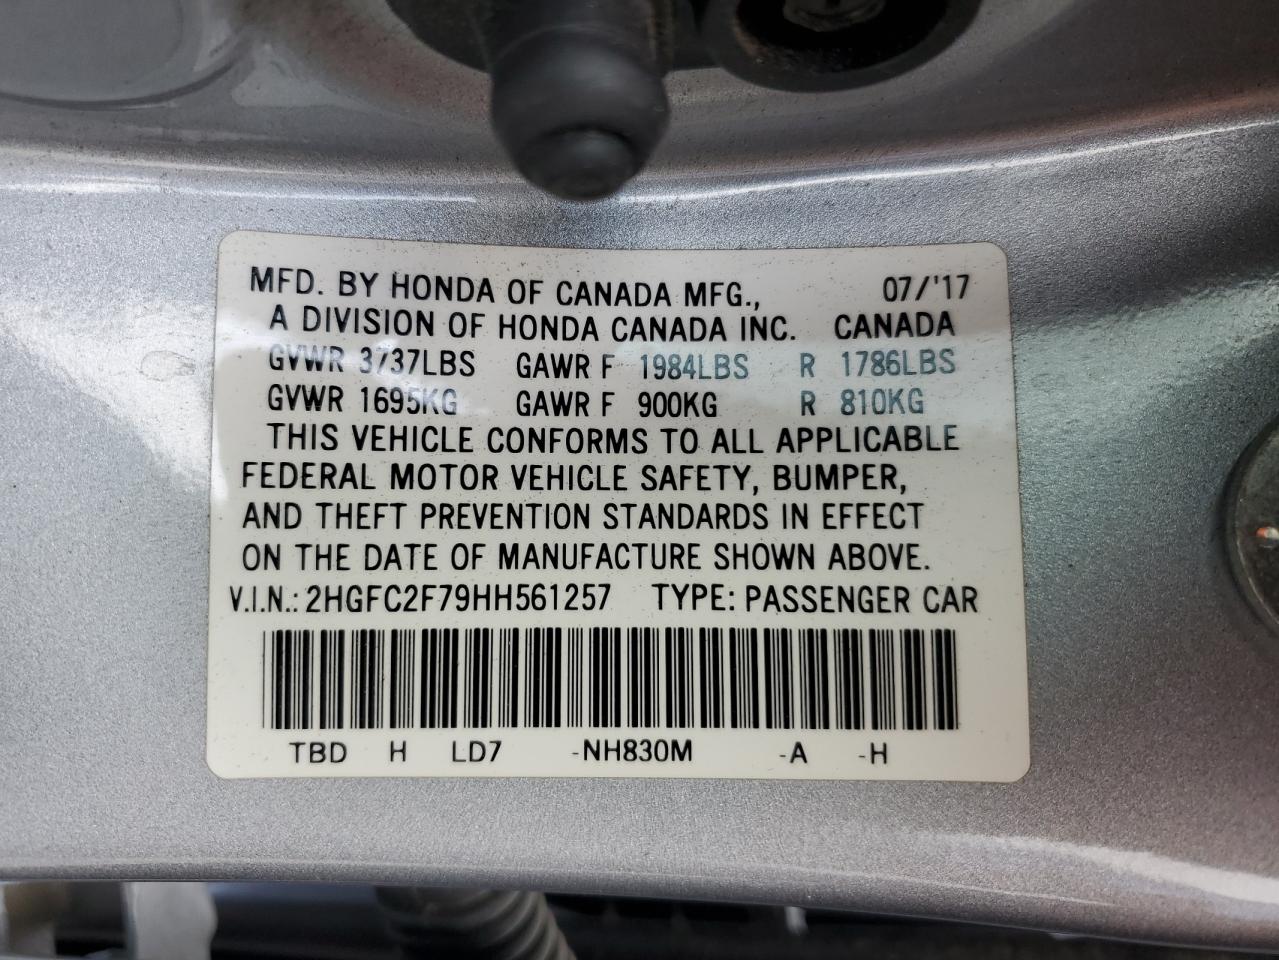 MFD. BY HONDA OF CANADA MFG., 07/'17
A DIVISION OF HONDA CANADA INC. CANADA
GVWR 3737LBS GAWR F 1984LBS R 1786LBS
GVWR 1695KG GAWR F 900KG R 810KG
THIS VEHICLE CONFORMS TO ALL APPLICABLE
FEDERAL MOTOR VEHICLE SAFETY, BUMPER,
AND THEFT PREVENTION STANDARDS IN EFFECT
ON THE DATE OF MANUFACTURE SHOWN ABOVE.
V.I.N.: 2HGFC2F79HH561257 TYPE: PASSENGER CAR
TBD H LD7 -NH830M -A -H